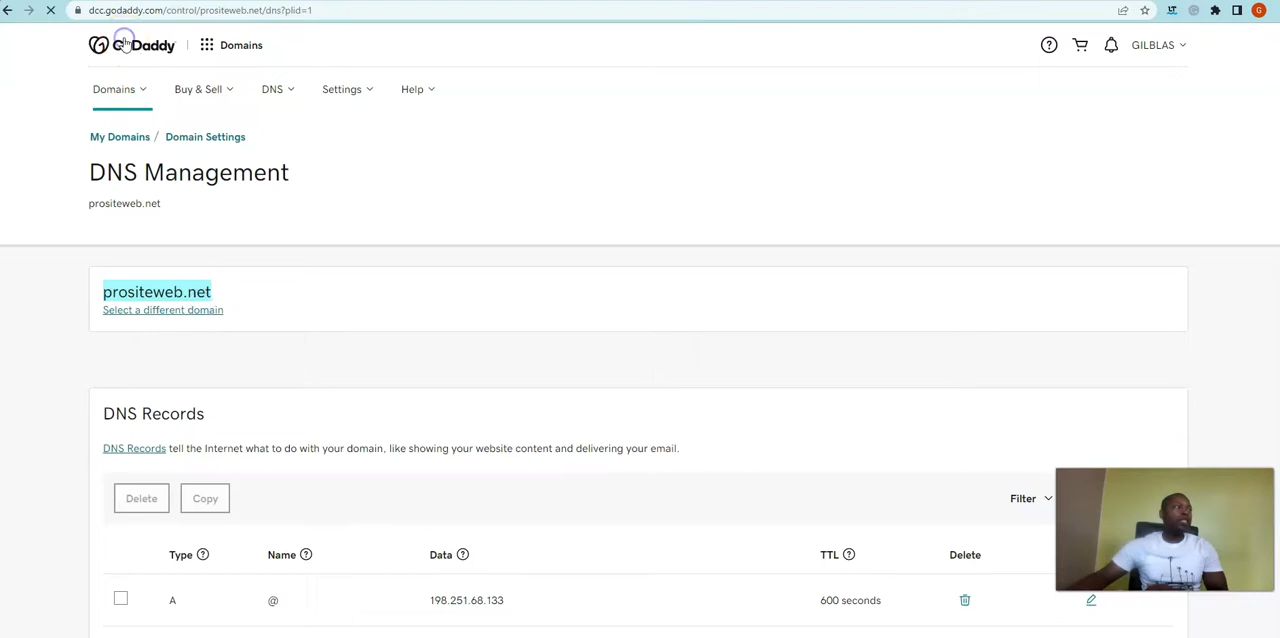 dcc.godaddy.com/control/prositeweb.net/dns?plid=1
LT
G
GoDaddy
Domains
GILBLAS
Domains
Buy & Sell
DNS
Settings
Help
My Domains / Domain Settings
DNS Management
prositeweb.net
prositeweb.net
Select a different domain
DNS Records
DNS Records tell the Internet what to do with your domain, like showing your website content and delivering your email.
Delete
Copy
Filter
Type ?
Name ?
Data ?
TTL ?
Delete
A
@
198.251.68.133
600 seconds